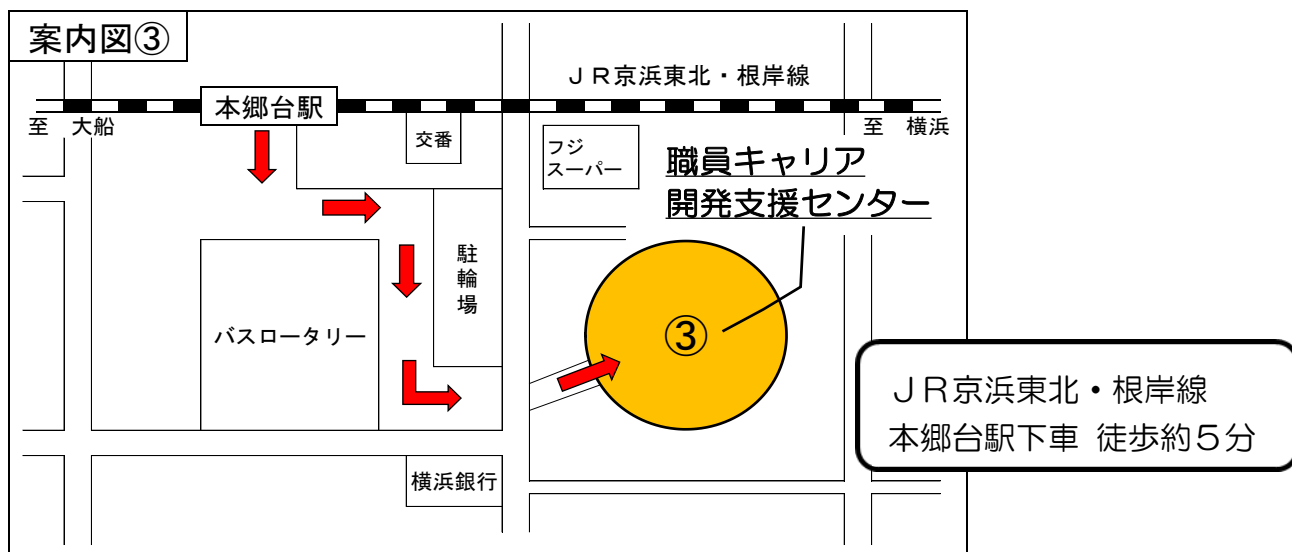 案内図③
ＪＲ京浜東北・根岸線
本郷台駅
至 大船
至 横浜
交番
フジ
スーパー
職員キャリア
開発支援センター
駐輪場
バスロータリー
③
ＪＲ京浜東北・根岸線
本郷台駅下車 徒歩約５分
横浜銀行